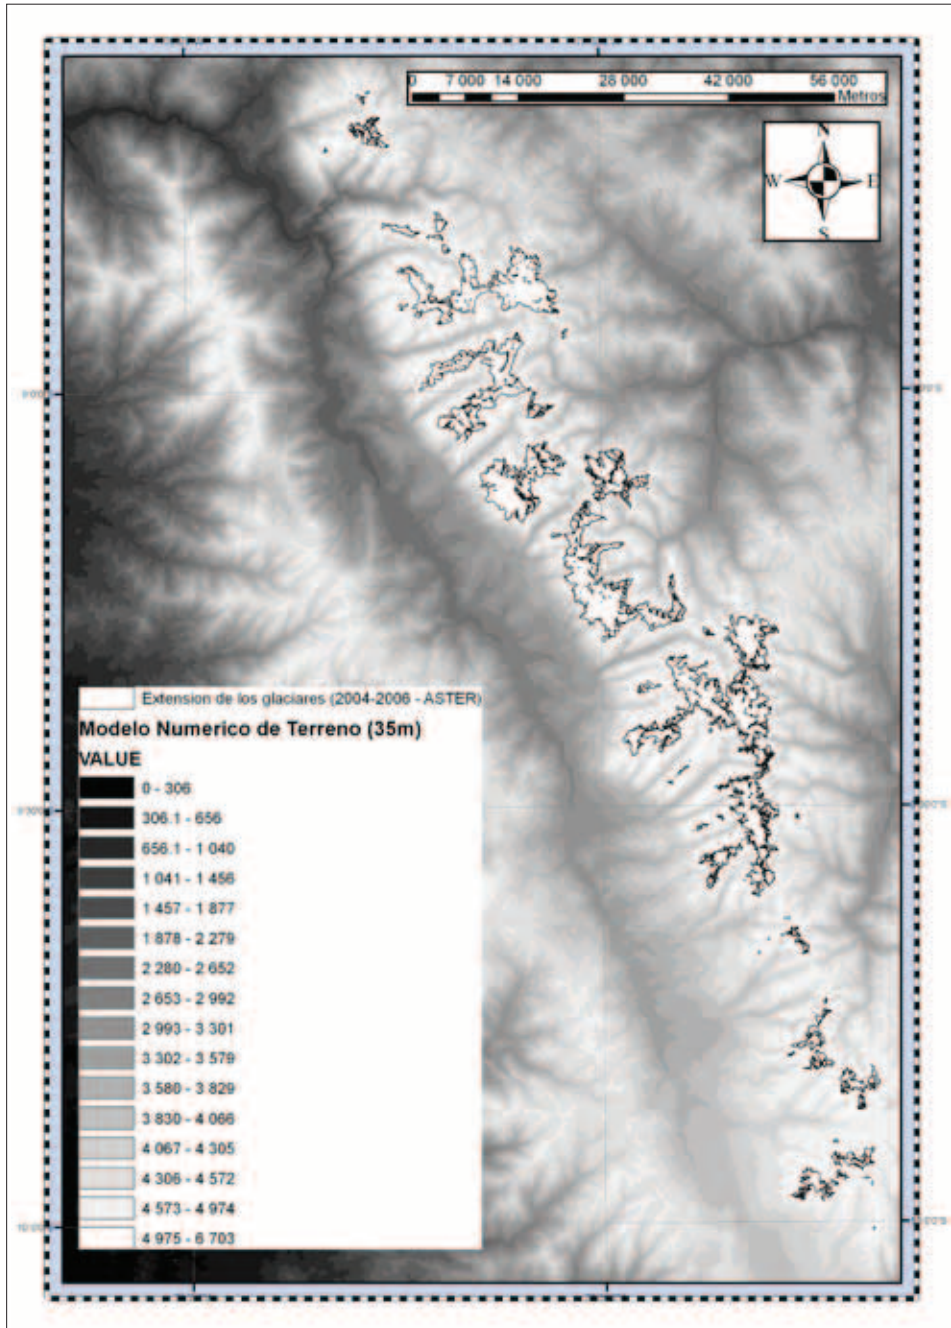 0 7 000 14 000 28 000 42 000 56 000
Metros
N
W E
S
Extension de los glaciares (2004-2006 - ASTER)
Modelo Numerico de Terreno (35m)
VALUE
0 - 306
306.1 - 656
656.1 - 1 040
1 041 - 1 456
1 457 - 1 877
1 878 - 2 279
2 280 - 2 652
2 653 - 2 992
2 993 - 3 301
3 302 - 3 579
3 580 - 3 829
3 830 - 4 066
4 067 - 4 305
4 306 - 4 572
4 573 - 4 974
4 975 - 6 703